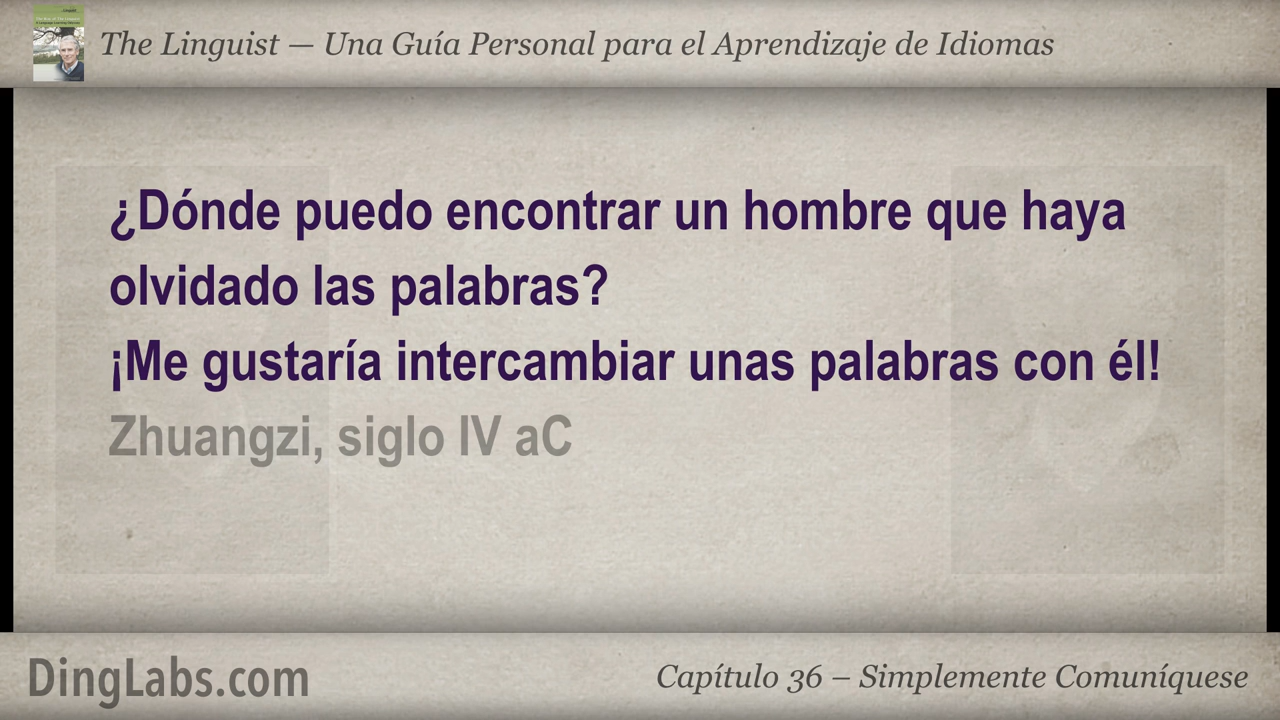 The Linguist — Una Guía Personal para el Aprendizaje de Idiomas
¿Dónde puedo encontrar un hombre que haya
olvidado las palabras?
¡Me gustaría intercambiar unas palabras con él!
Zhuangzi, siglo IV aC
DingLabs.com
Capítulo 36 – Simplemente Comuníquese